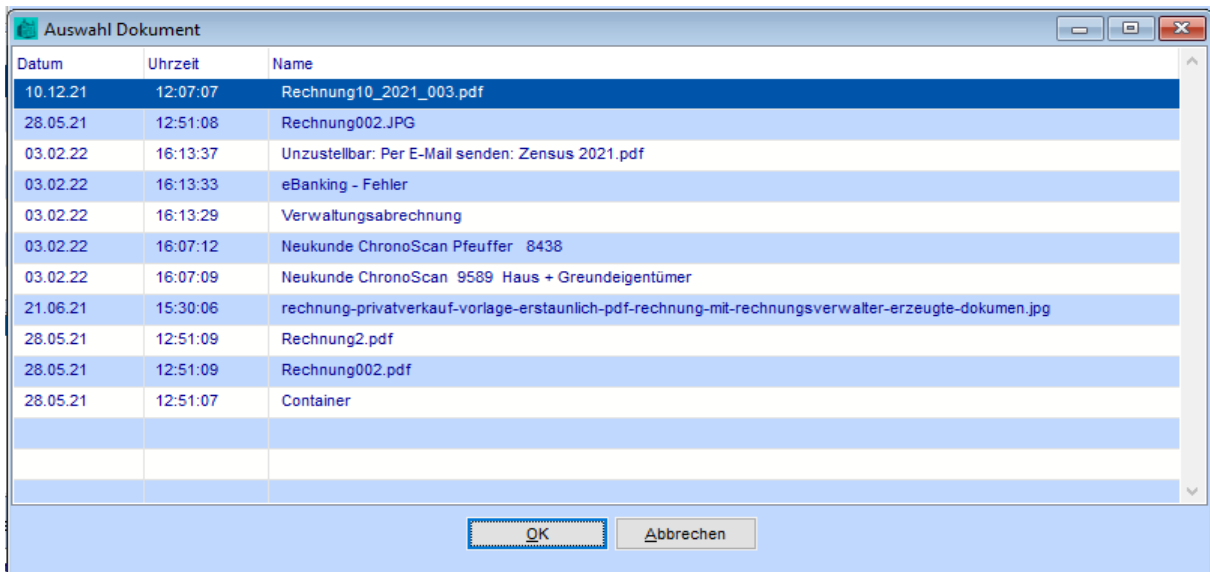 Auswahl Dokument
Datum Uhrzeit Name
10.12.21 12:07:07 Rechnung10_2021_003.pdf
28.05.21 12:51:08 Rechnung002.JPG
03.02.22 16:13:37 Unzustellbar: Per E-Mail senden: Zensus 2021.pdf
03.02.22 16:13:33 eBanking - Fehler
03.02.22 16:13:29 Verwaltungsabrechnung
03.02.22 16:07:12 Neukunde ChronoScan Pfeuffer 8438
03.02.22 16:07:09 Neukunde ChronoScan 9589 Haus + Greundeigentümer
21.06.21 15:30:06 rechnung-privatverkauf-vorlage-erstaunlich-pdf-rechnung-mit-rechnungsverwalter-erzeugte-dokumen.jpg
28.05.21 12:51:09 Rechnung2.pdf
28.05.21 12:51:09 Rechnung002.pdf
28.05.21 12:51:07 Container
OK Abbrechen